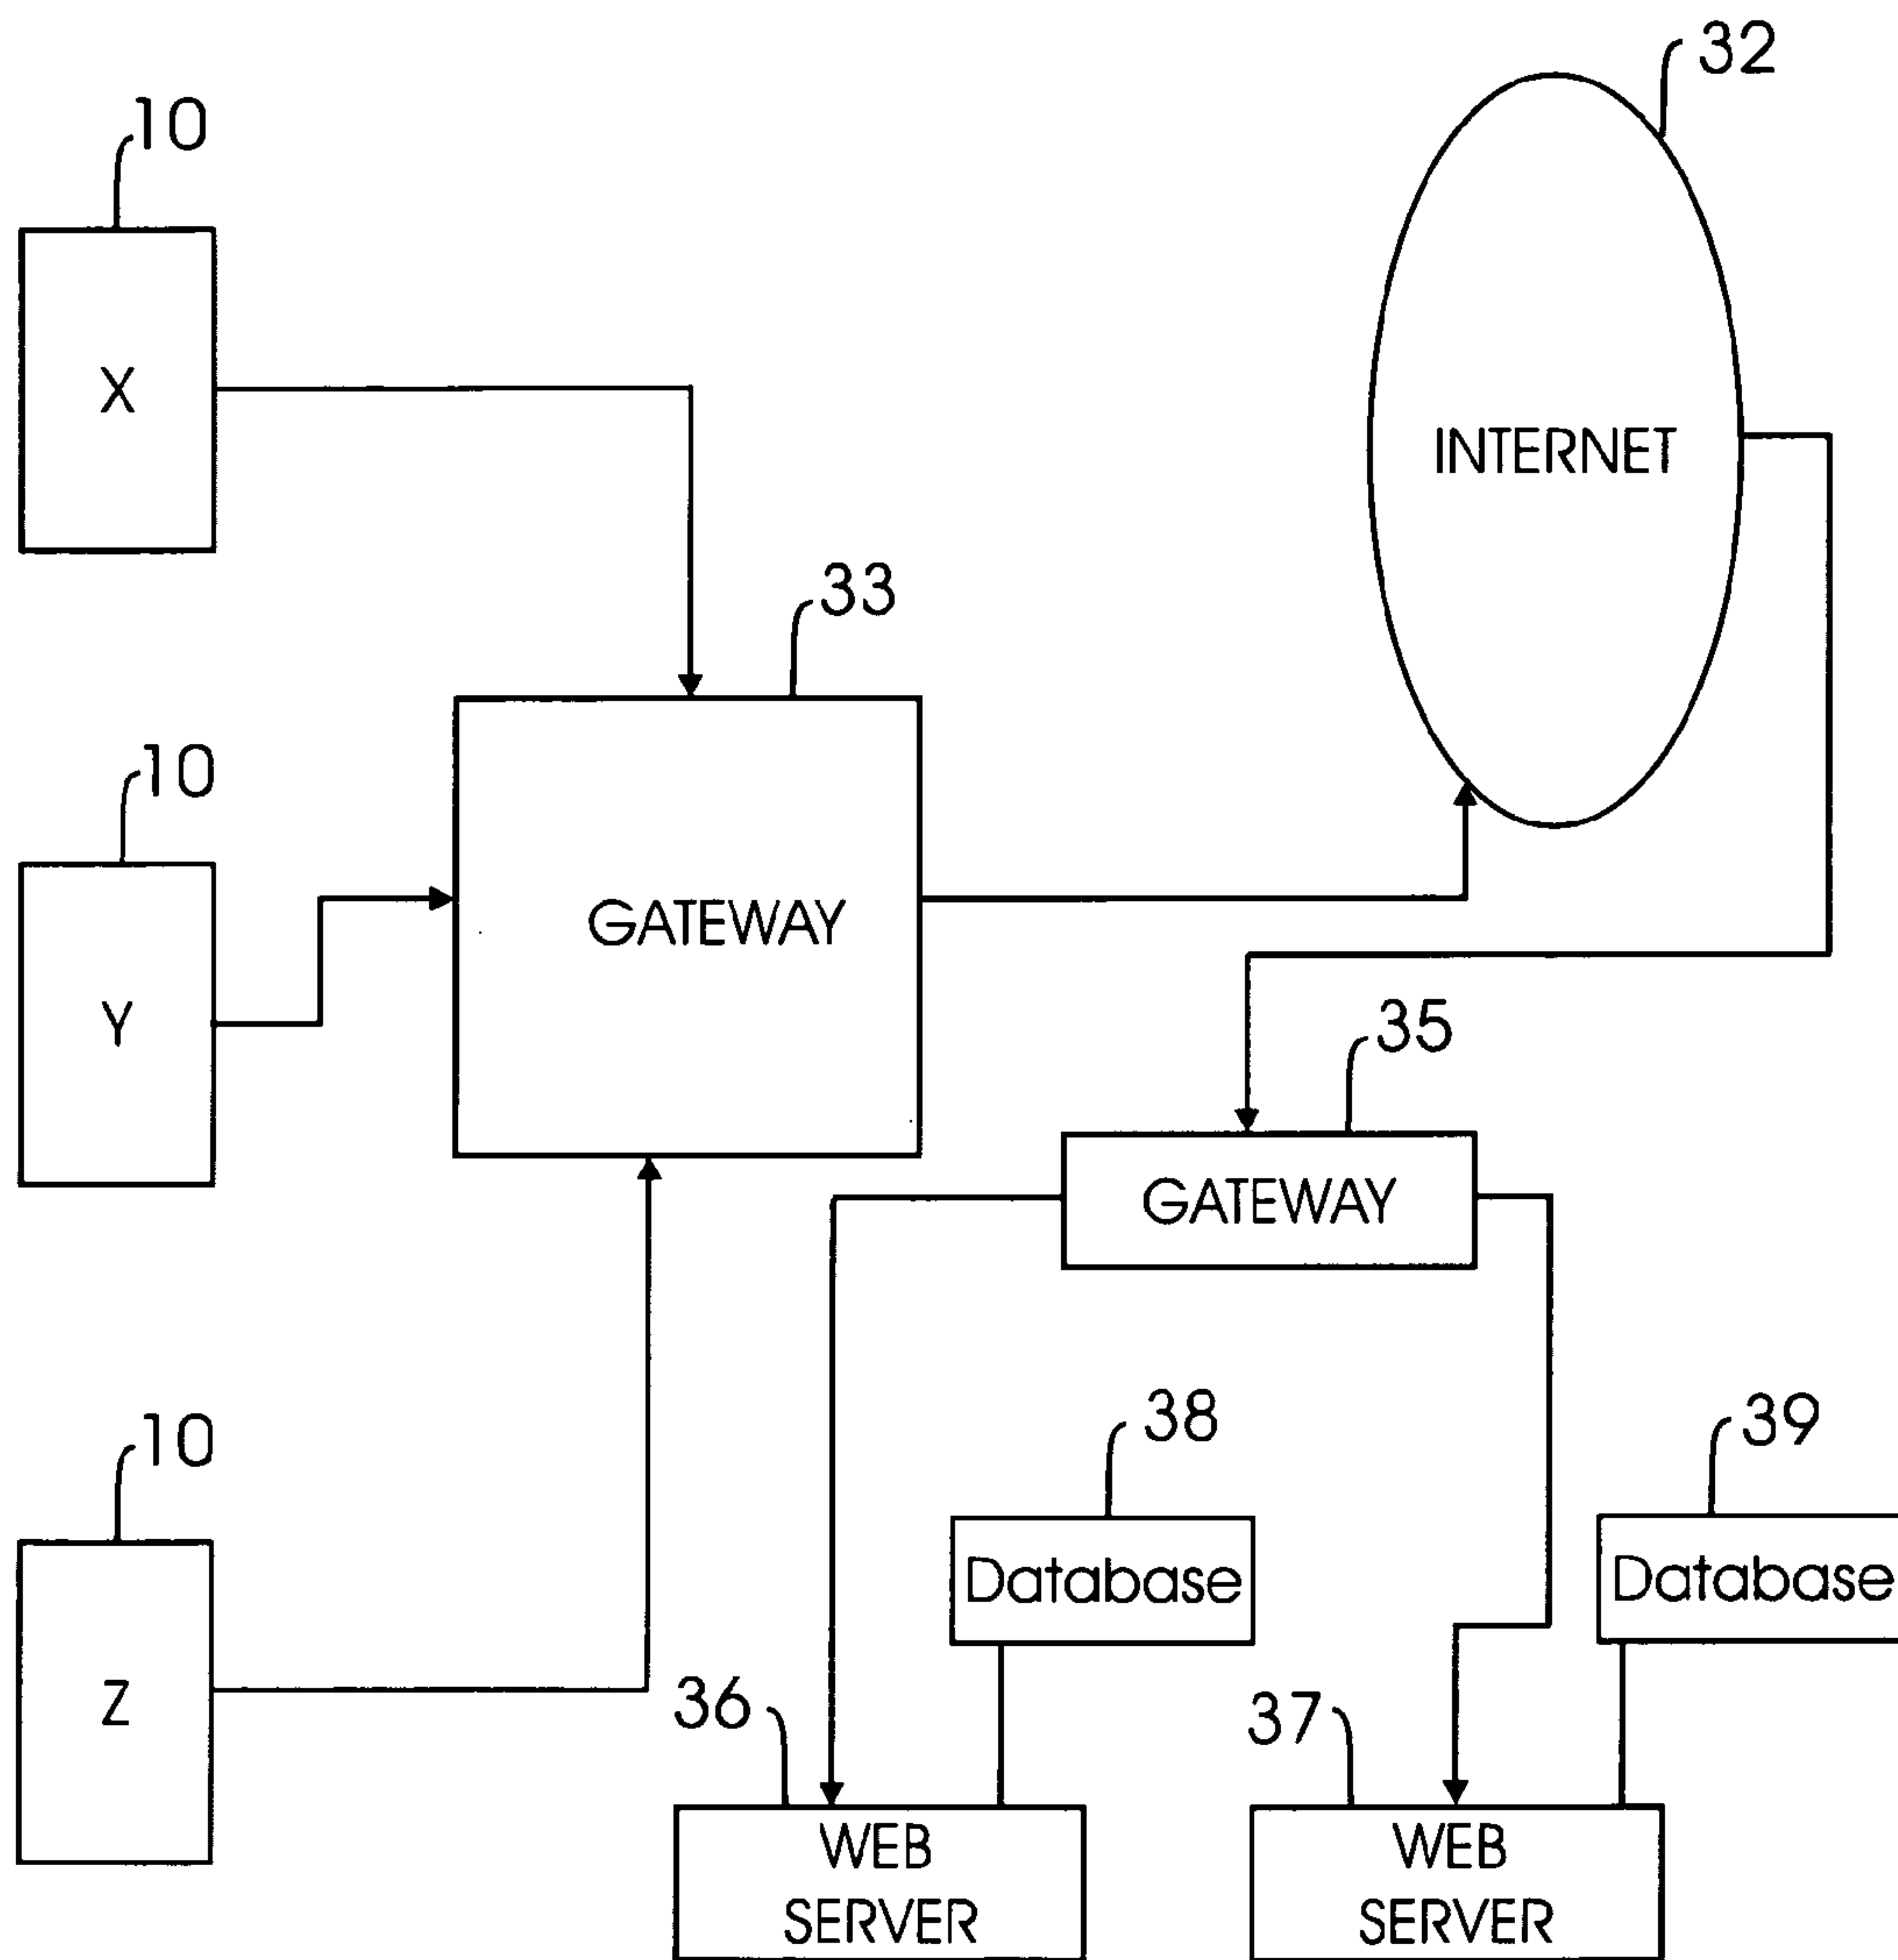 32
10
X
INTERNET
33
10
GATEWAY
Y
35
GATEWAY
38
39
10
Database
Database
Z
36
37
WEB
SERVER
WEB
SERVER